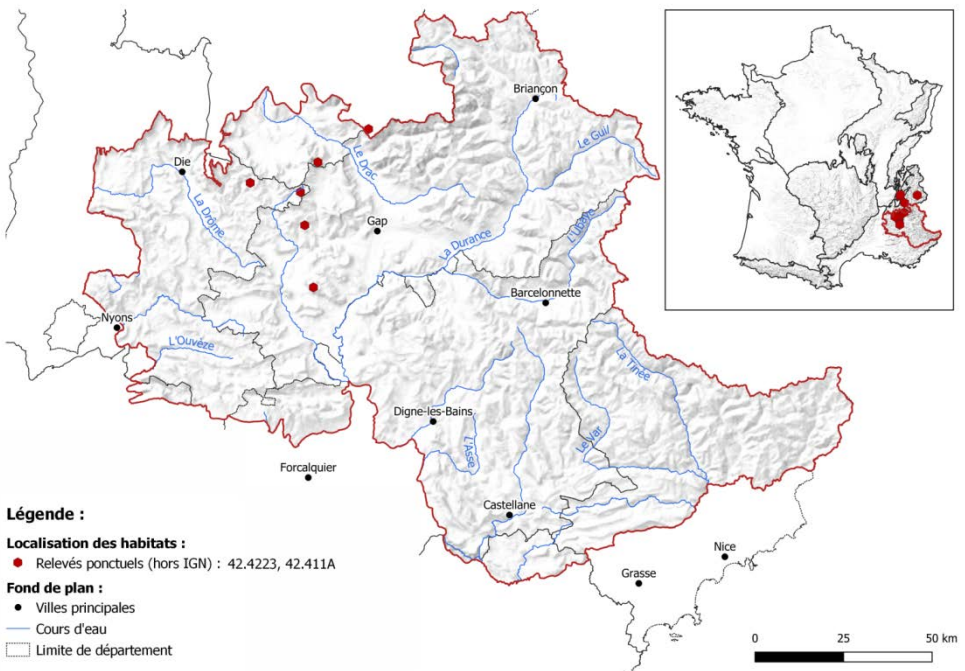 Briançon
Le Guil
Die
Le Drac
La Drôme
Gap
L'Ubaye
La Durance
Barcelonnette
Nyons
L'Ouvèze
La Tinée
Digne-les-Bains
L'Asse
Le Var
Forcalquier
Castellane
Nice
Grasse
Légende :
Localisation des habitats :
Relevés ponctuels (hors IGN) : 42.4223, 42.411A
Fond de plan :
Villes principales
Cours d'eau
Limite de département
0 25 50 km